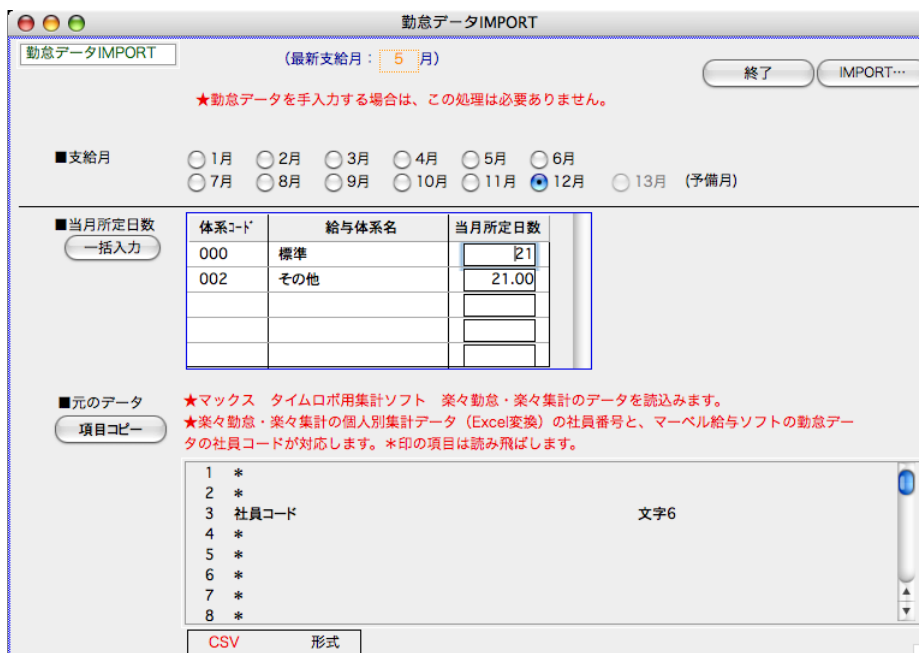 勤怠データIMPORT
勤怠データIMPORT
(最新支給月： 5 月)
終了
IMPORT…
★勤怠データを手入力する場合は、この処理は必要ありません。
■支給月
1月 2月 3月 4月 5月 6月
7月 8月 9月 10月 11月 12月 13月 (予備月)
■当月所定日数
一括入力
体系ｺｰﾄﾞ 給与体系名 当月所定日数
000 標準 21
002 その他 21.00
■元のデータ
項目コピー
★マックス タイムロボ用集計ソフト 楽々勤怠・楽々集計のデータを読込みます。
★楽々勤怠・楽々集計の個人別集計データ（Excel変換）の社員番号と、マーベル給与ソフトの勤怠デー
タの社員コードが対応します。＊印の項目は読み飛ばします。
1 *
2 *
3 社員コード 文字6
4 *
5 *
6 *
7 *
8 *
CSV 形式